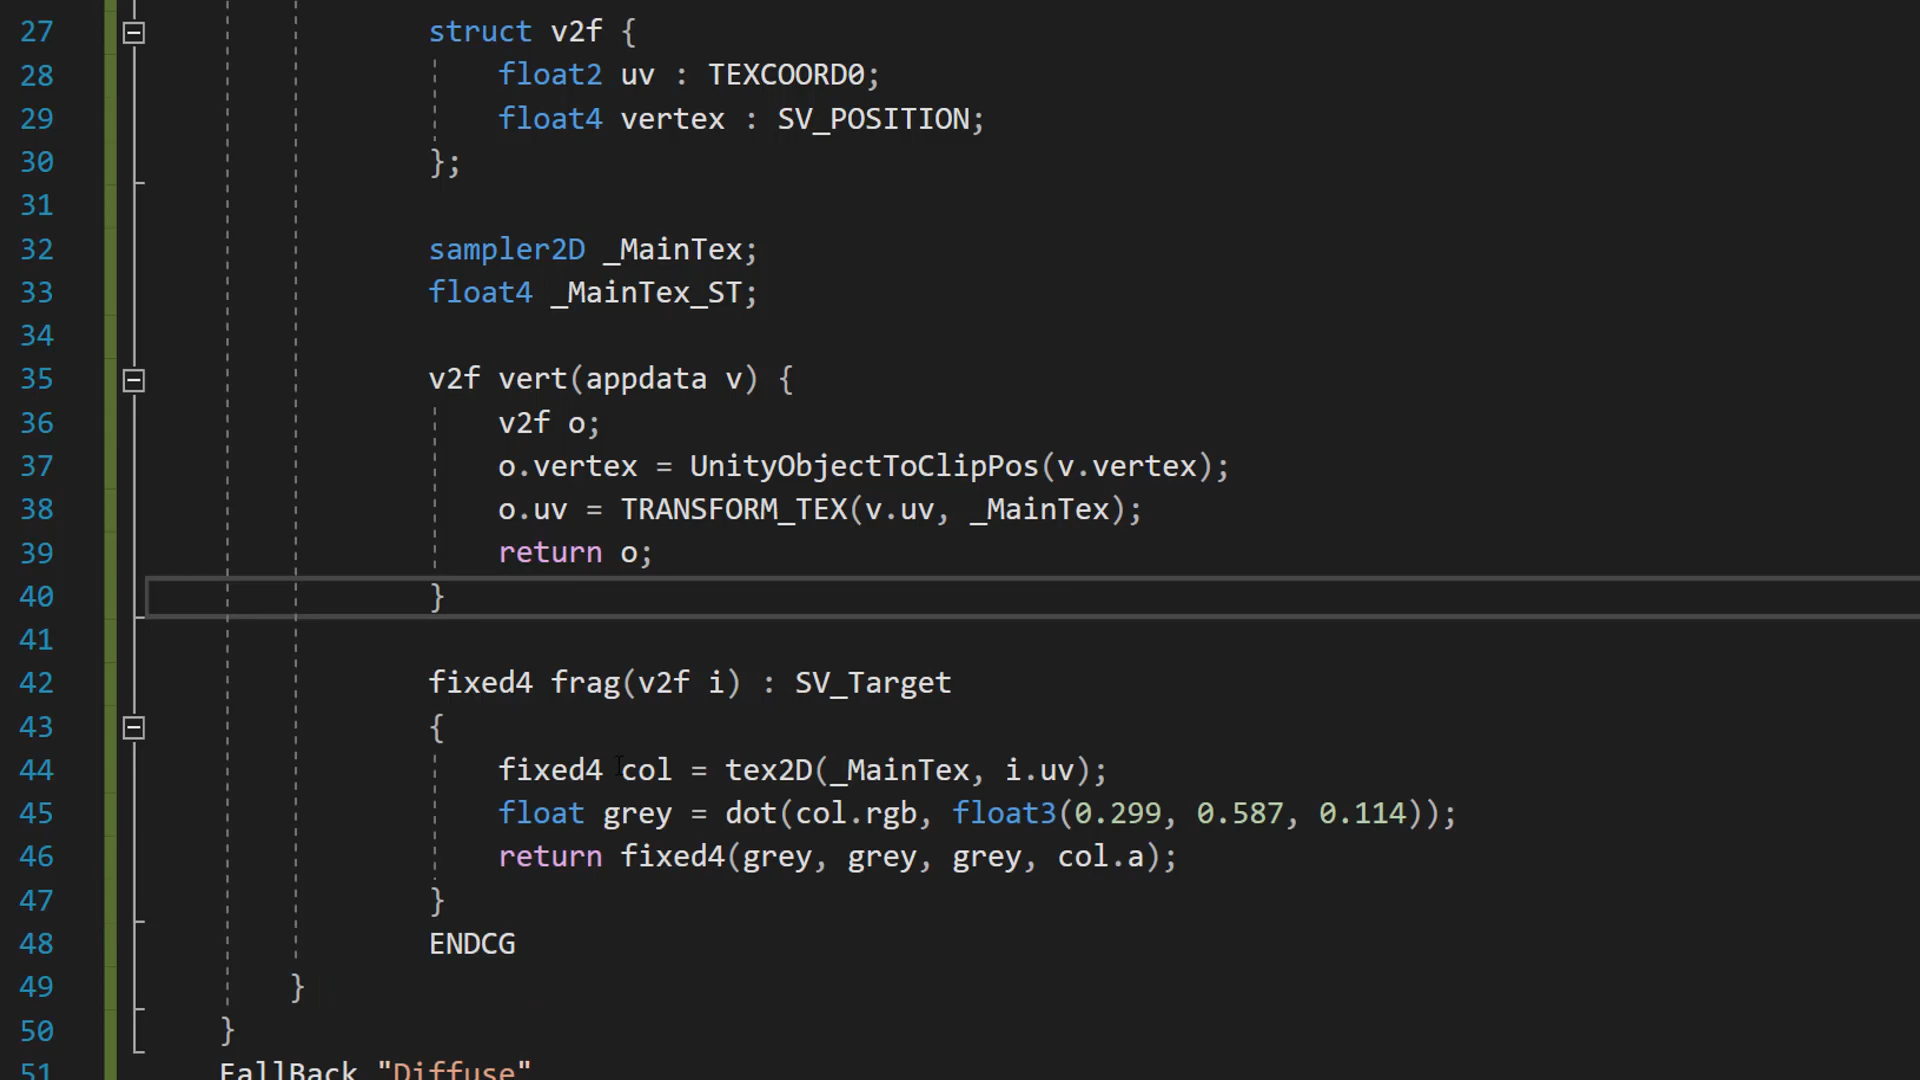 27 struct v2f {
28 float2 uv : TEXCOORD0;
29 float4 vertex : SV_POSITION;
30 };
31
32 sampler2D _MainTex;
33 float4 _MainTex_ST;
34
35 v2f vert(appdata v) {
36 v2f o;
37 o.vertex = UnityObjectToClipPos(v.vertex);
38 o.uv = TRANSFORM_TEX(v.uv, _MainTex);
39 return o;
40 }
41
42 fixed4 frag(v2f i) : SV_Target
43 {
44 fixed4 col = tex2D(_MainTex, i.uv);
45 float grey = dot(col.rgb, float3(0.299, 0.587, 0.114));
46 return fixed4(grey, grey, grey, col.a);
47 }
48 ENDCG
49 }
50 }
51 FallBack "Diffuse"